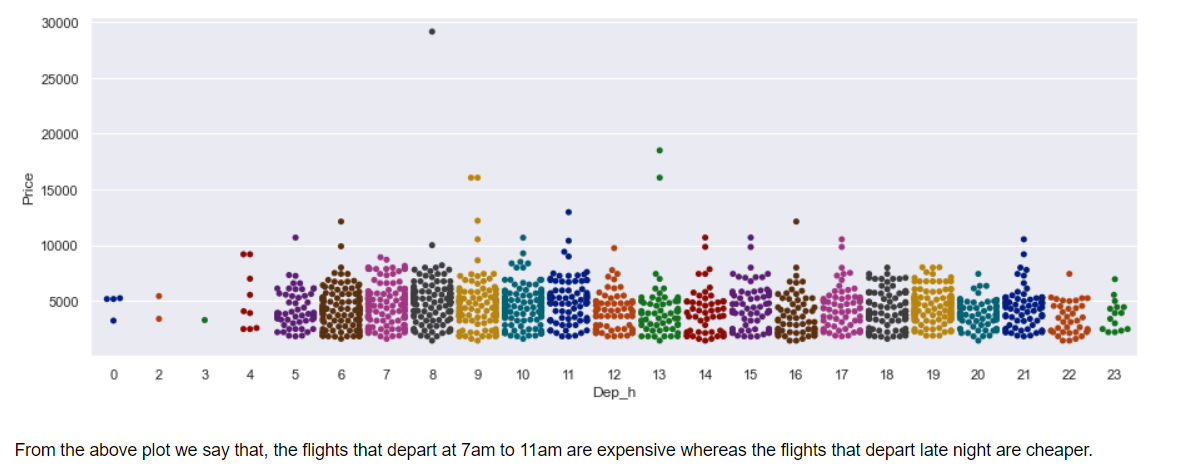 30000
25000
20000
15000
10000
5000
Price
0 2 3 4 5 6 7 8 9 10 11 12 13 14 15 16 17 18 19 20 21 22 23
Dep_h
From the above plot we say that, the flights that depart at 7am to 11am are expensive whereas the flights that depart late night are cheaper.